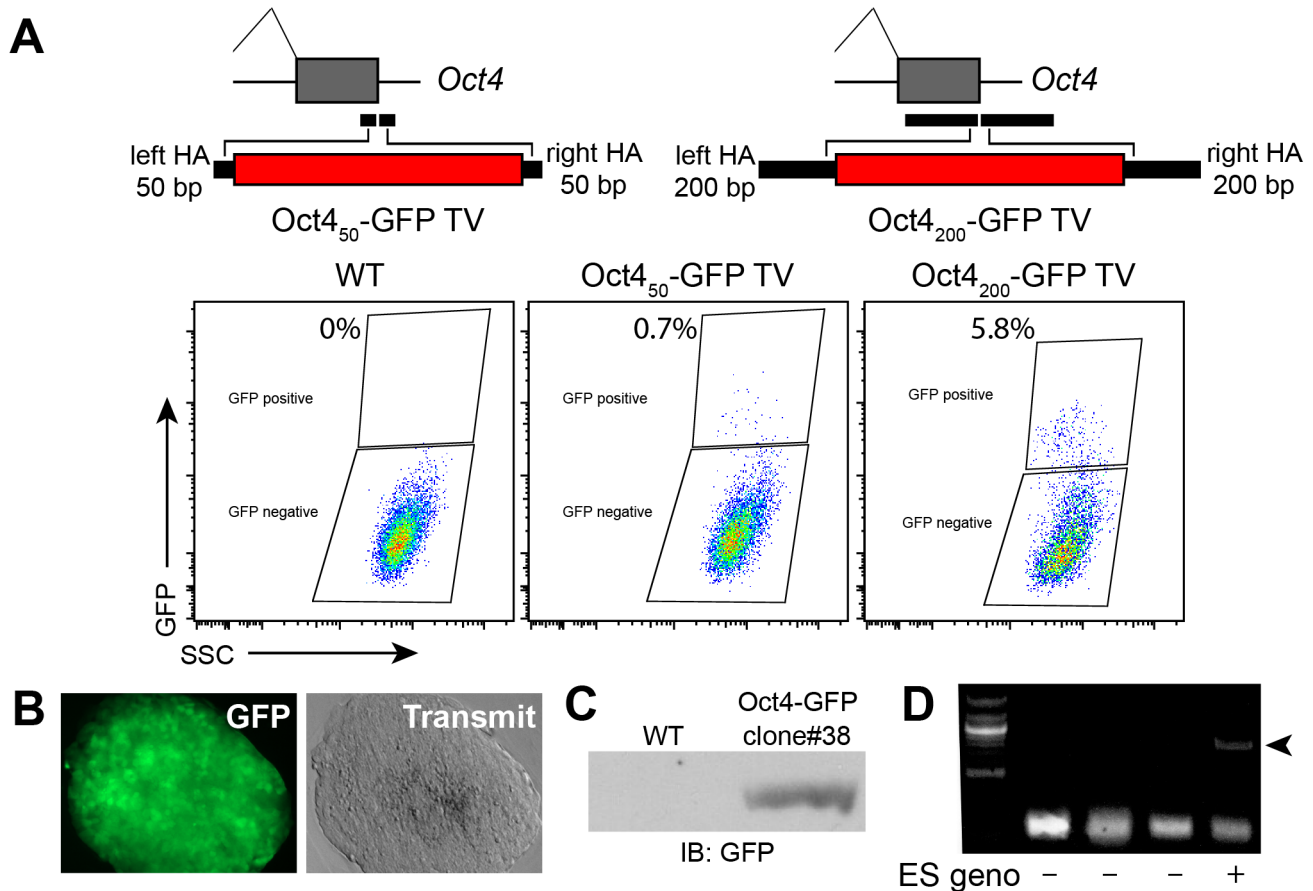 A
Oct4
Oct4
left HA
50 bp
right HA
50 bp
left HA
200 bp
right HA
200 bp
Oct4₅₀-GFP TV
Oct4₂₀₀-GFP TV
WT
Oct4₅₀-GFP TV
Oct4₂₀₀-GFP TV
0%
0.7%
5.8%
GFP positive
GFP positive
GFP positive
GFP negative
GFP negative
GFP negative
GFP
SSC
B
GFP
Transmit
C
WT
Oct4-GFP
clone#38
IB: GFP
D
ES geno − − − +